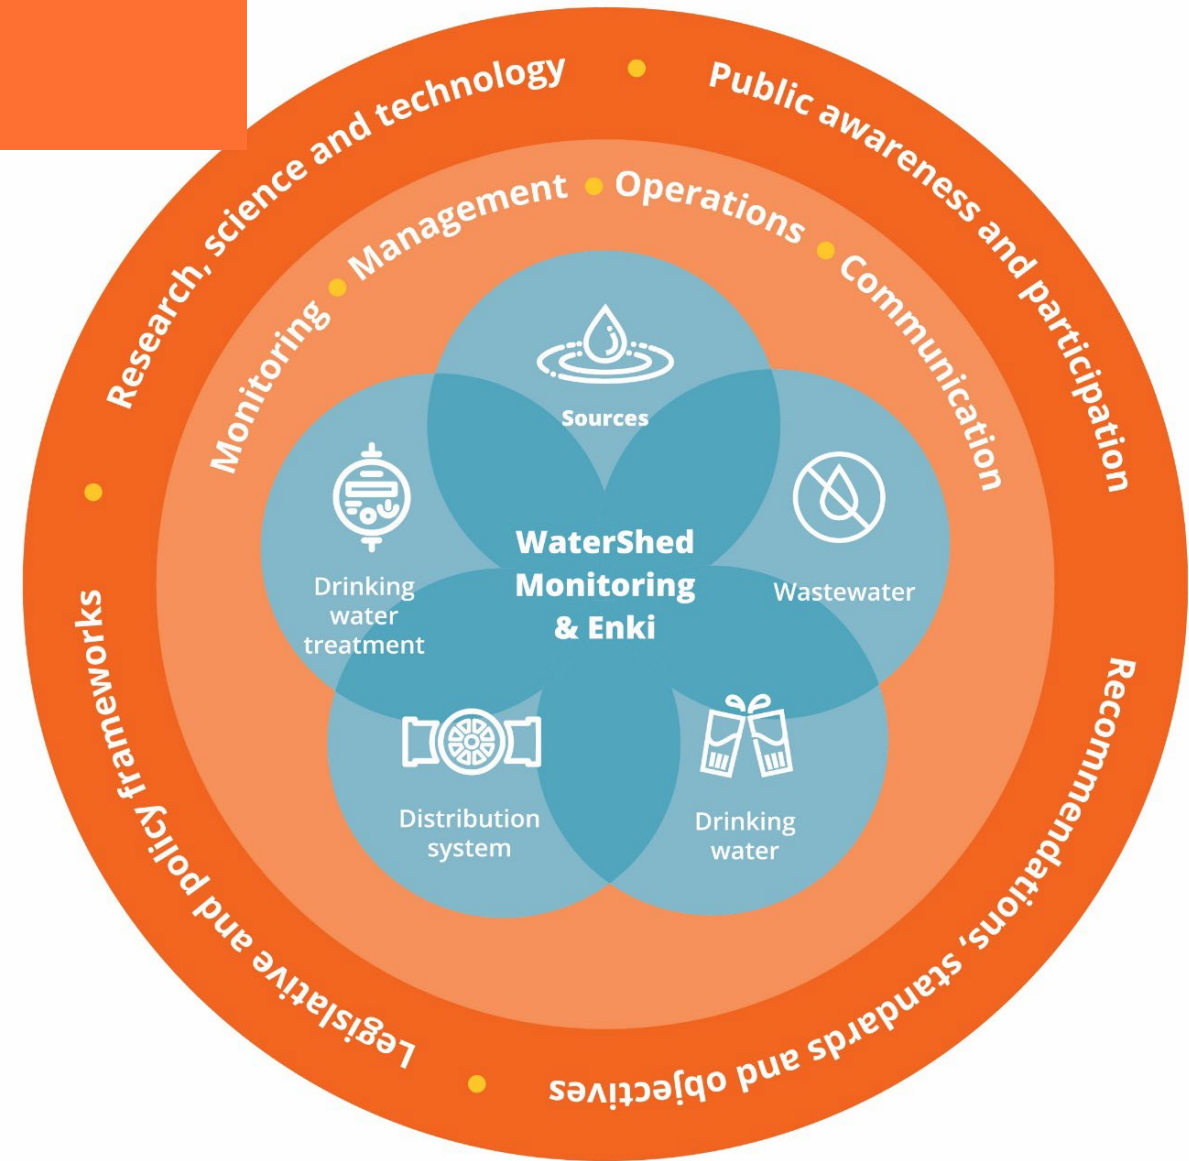 Research, science and technology
Public awareness and participation
Recommendations, standards and objectives
Legislative and policy frameworks
Monitoring
Management
Operations
Communication
Sources
Drinking
water
treatment
WaterShed
Monitoring
& Enki
Wastewater
Distribution
system
Drinking
water